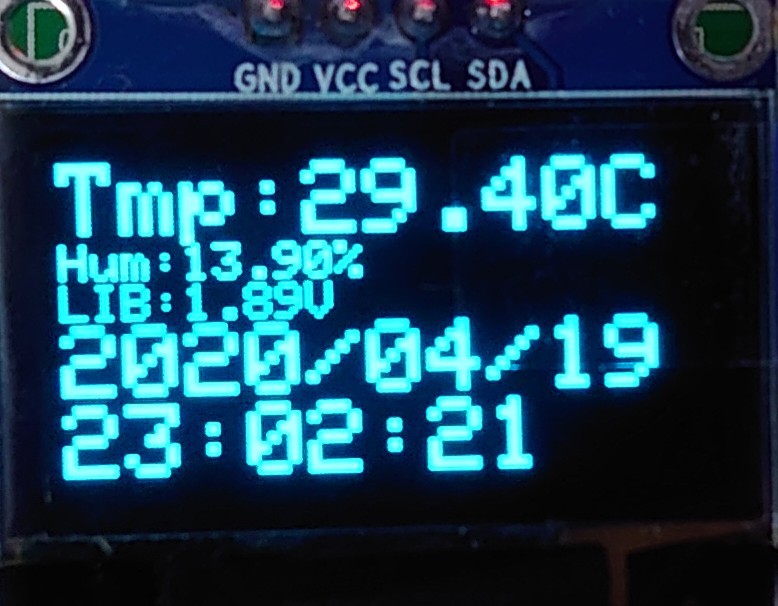 GND VCC SCL SDA
Tmp:29.40C
Hum:13.90%
LIB:1.89V
2020/04/19
23:02:21